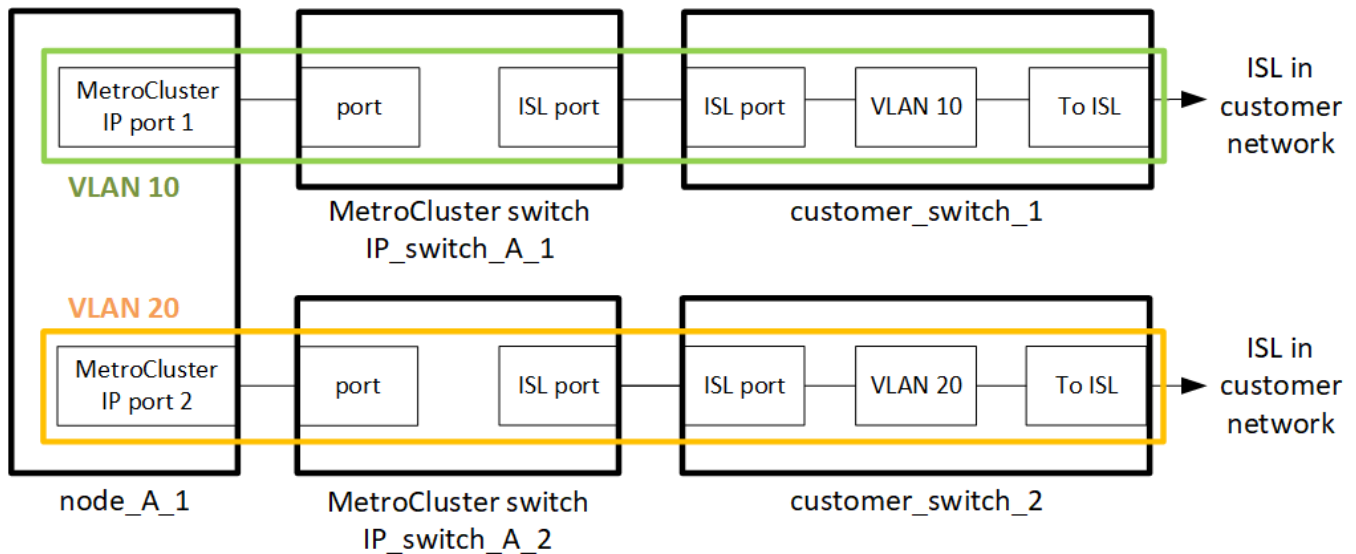 MetroCluster
IP port 1
port
ISL port
ISL port
VLAN 10
To ISL
ISL in
customer
network
VLAN 10
MetroCluster switch
IP_switch_A_1
customer_switch_1
VLAN 20
MetroCluster
IP port 2
port
ISL port
ISL port
VLAN 20
To ISL
ISL in
customer
network
node_A_1
MetroCluster switch
IP_switch_A_2
customer_switch_2